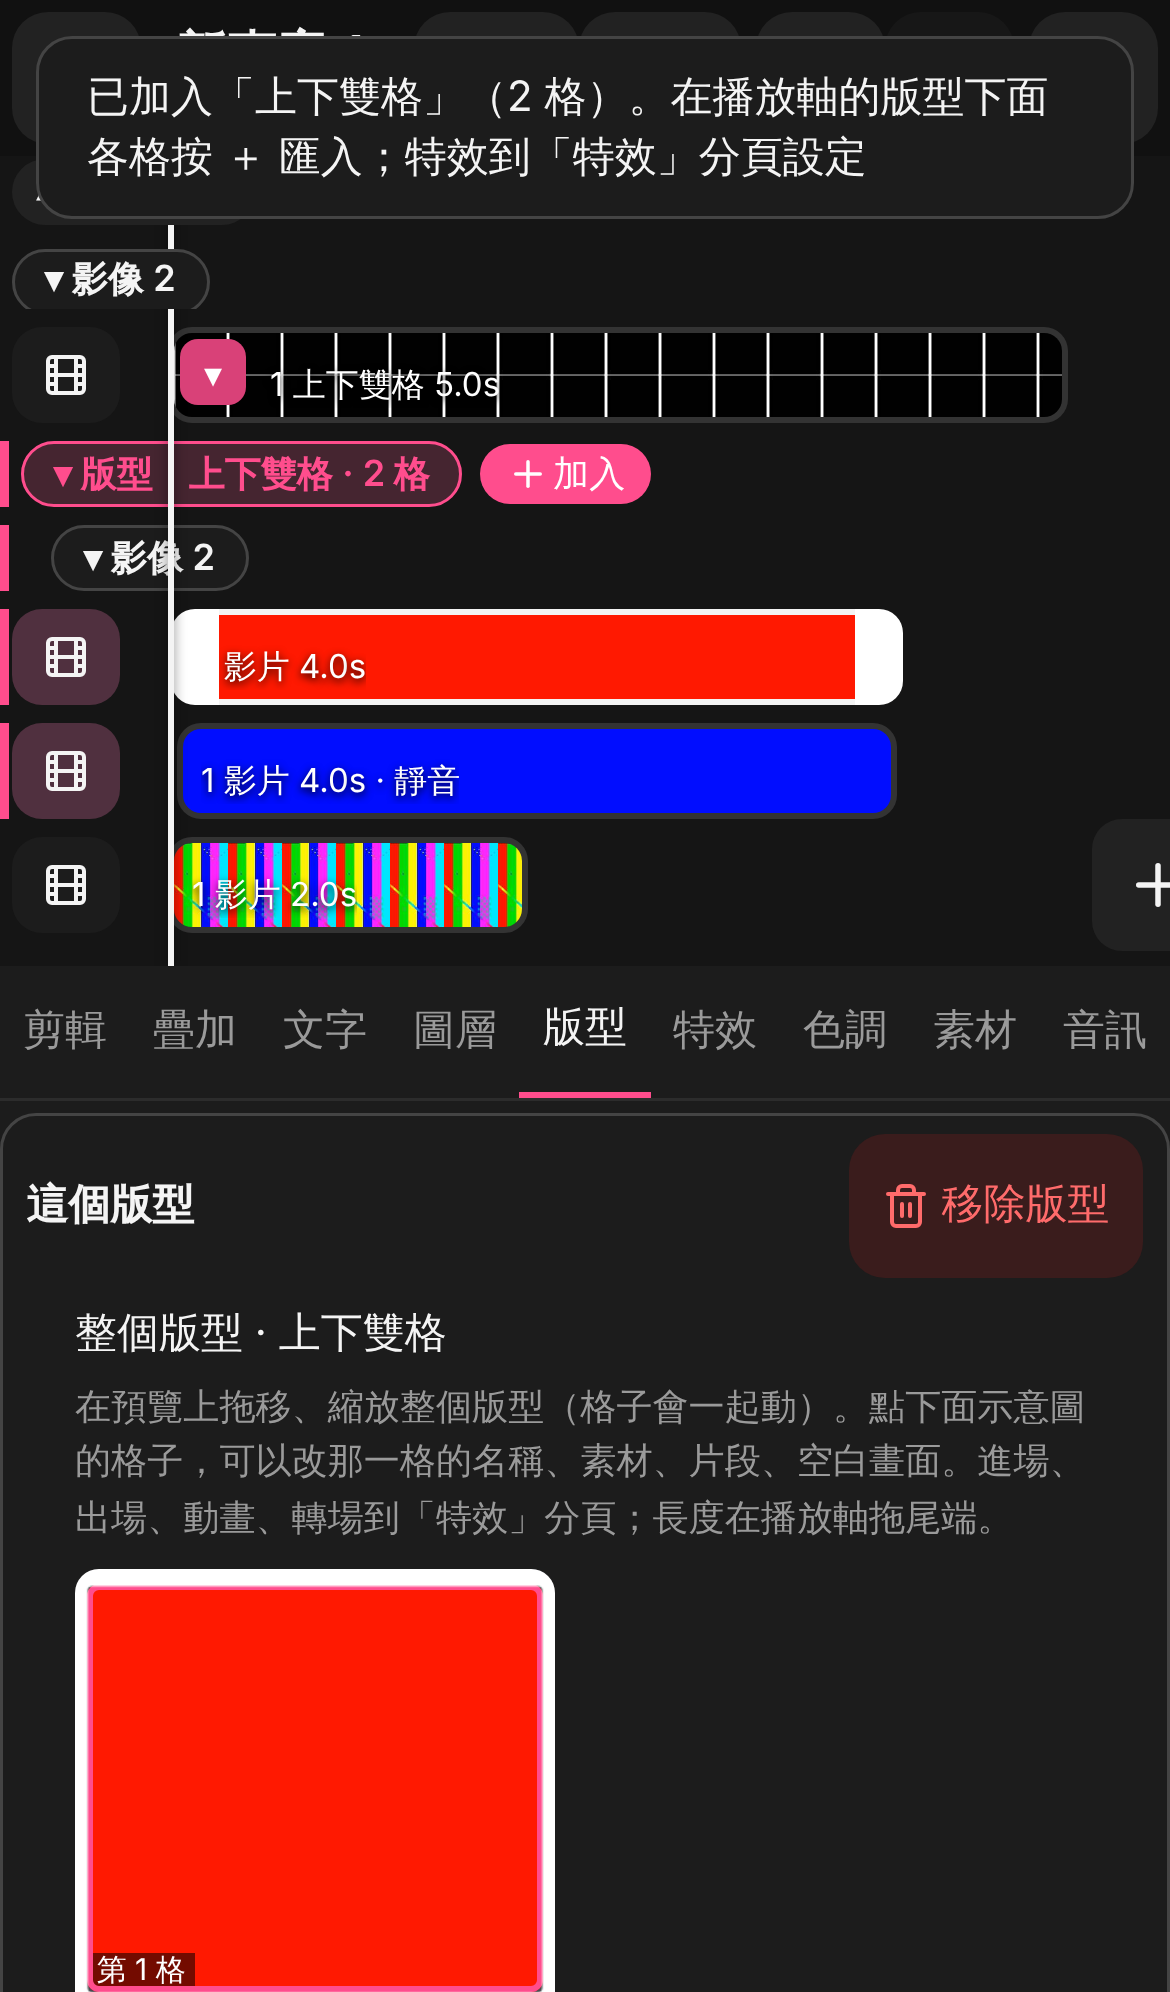 已加入「上下雙格」（2 格）。在播放軸的版型下面
各格按 ＋ 匯入；特效到「特效」分頁設定
▼影像 2
▼
1 上下雙格 5.0s
▼版型 上下雙格 · 2 格
＋加入
▼影像 2
影片 4.0s
1 影片 4.0s · 靜音
1 影片 2.0s
剪輯 疊加 文字 圖層 版型 特效 色調 素材 音訊
這個版型
移除版型
整個版型 · 上下雙格
在預覽上拖移、縮放整個版型（格子會一起動）。點下面示意圖
的格子，可以改那一格的名稱、素材、片段、空白畫面。進場、
出場、動畫、轉場到「特效」分頁；長度在播放軸拖尾端。
第 1 格